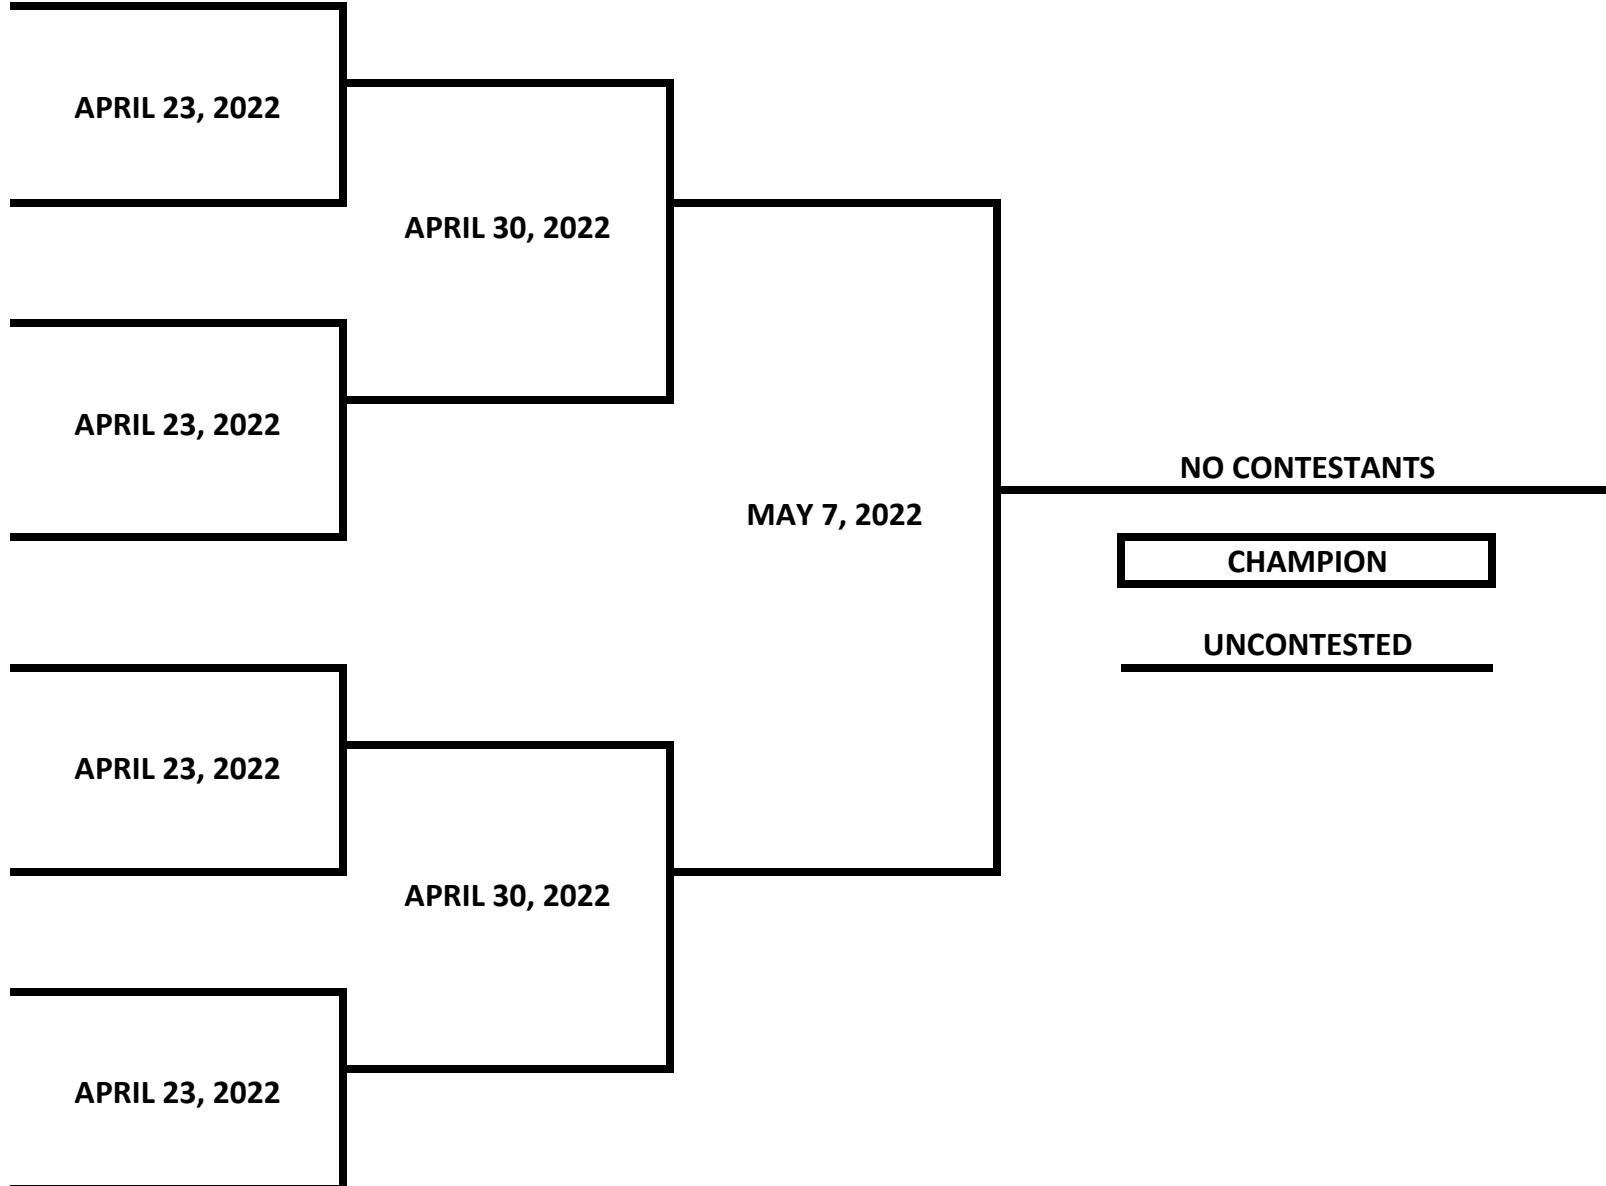 APRIL 23, 2022
APRIL 30, 2022
APRIL 23, 2022
NO CONTESTANTS
MAY 7, 2022
CHAMPION
UNCONTESTED
APRIL 23, 2022
APRIL 30, 2022
APRIL 23, 2022